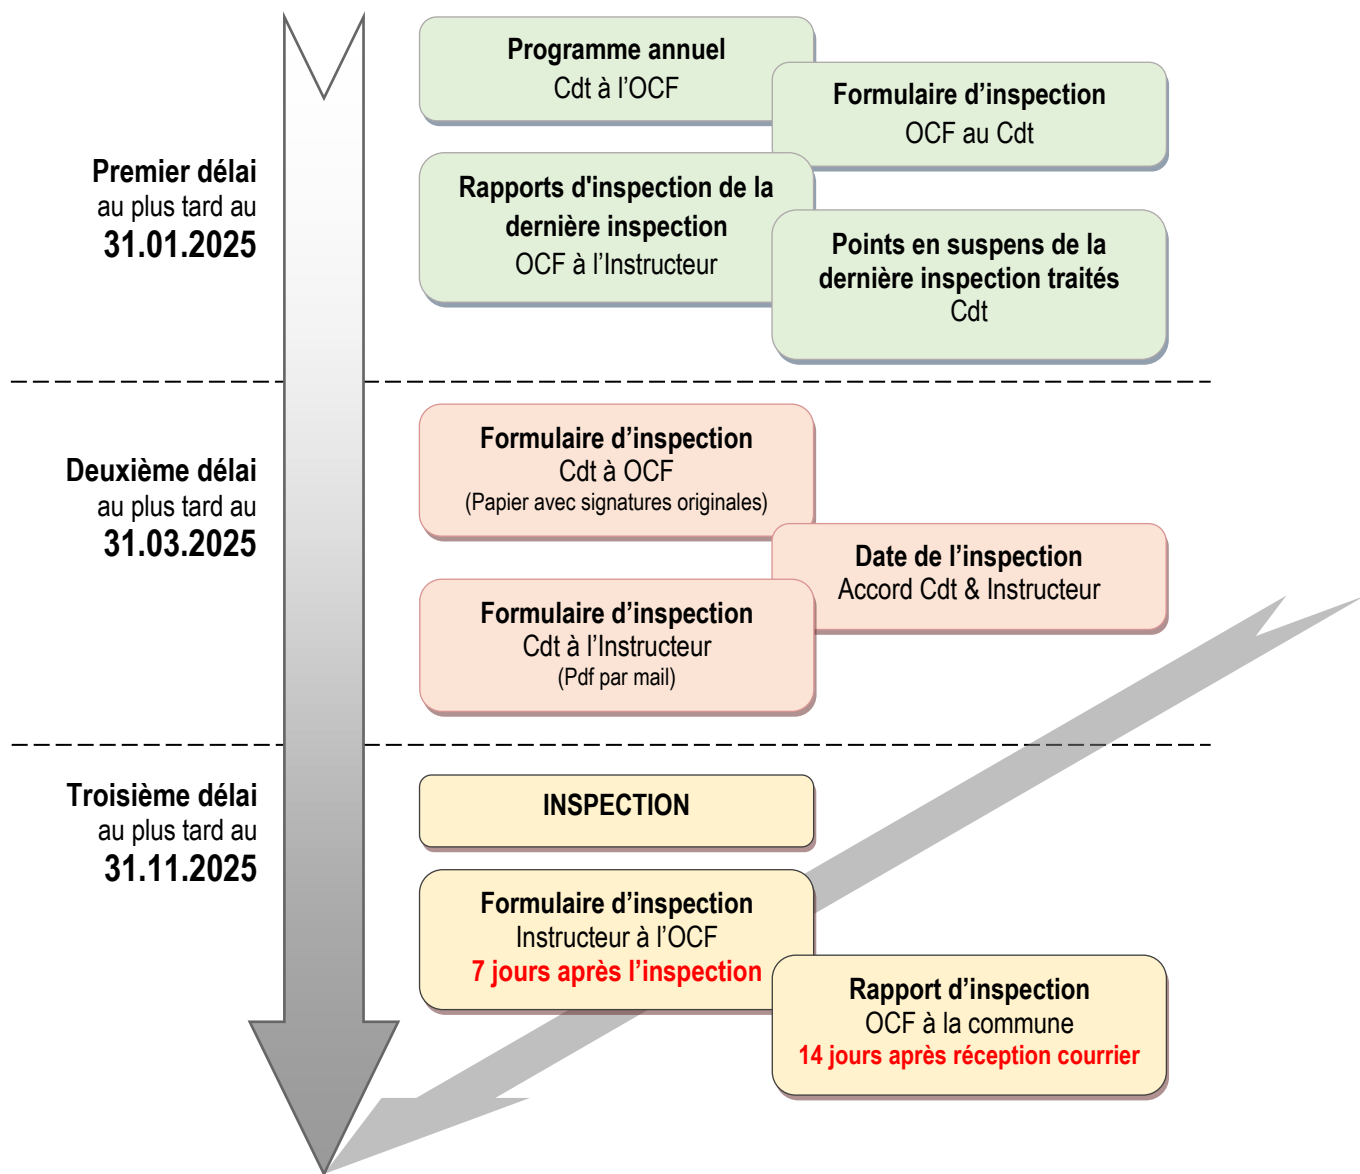 Programme annuel
Cdt à l’OCF
Formulaire d’inspection
OCF au Cdt
Premier délai
au plus tard au
31.01.2025
Rapports d'inspection de la
dernière inspection
OCF à l’Instructeur
Points en suspens de la
dernière inspection traités
Cdt
Deuxième délai
au plus tard au
31.03.2025
Formulaire d’inspection
Cdt à OCF
(Papier avec signatures originales)
Date de l’inspection
Accord Cdt & Instructeur
Formulaire d’inspection
Cdt à l’Instructeur
(Pdf par mail)
Troisième délai
au plus tard au
31.11.2025
INSPECTION
Formulaire d’inspection
Instructeur à l’OCF
7 jours après l’inspection
Rapport d’inspection
OCF à la commune
14 jours après réception courrier